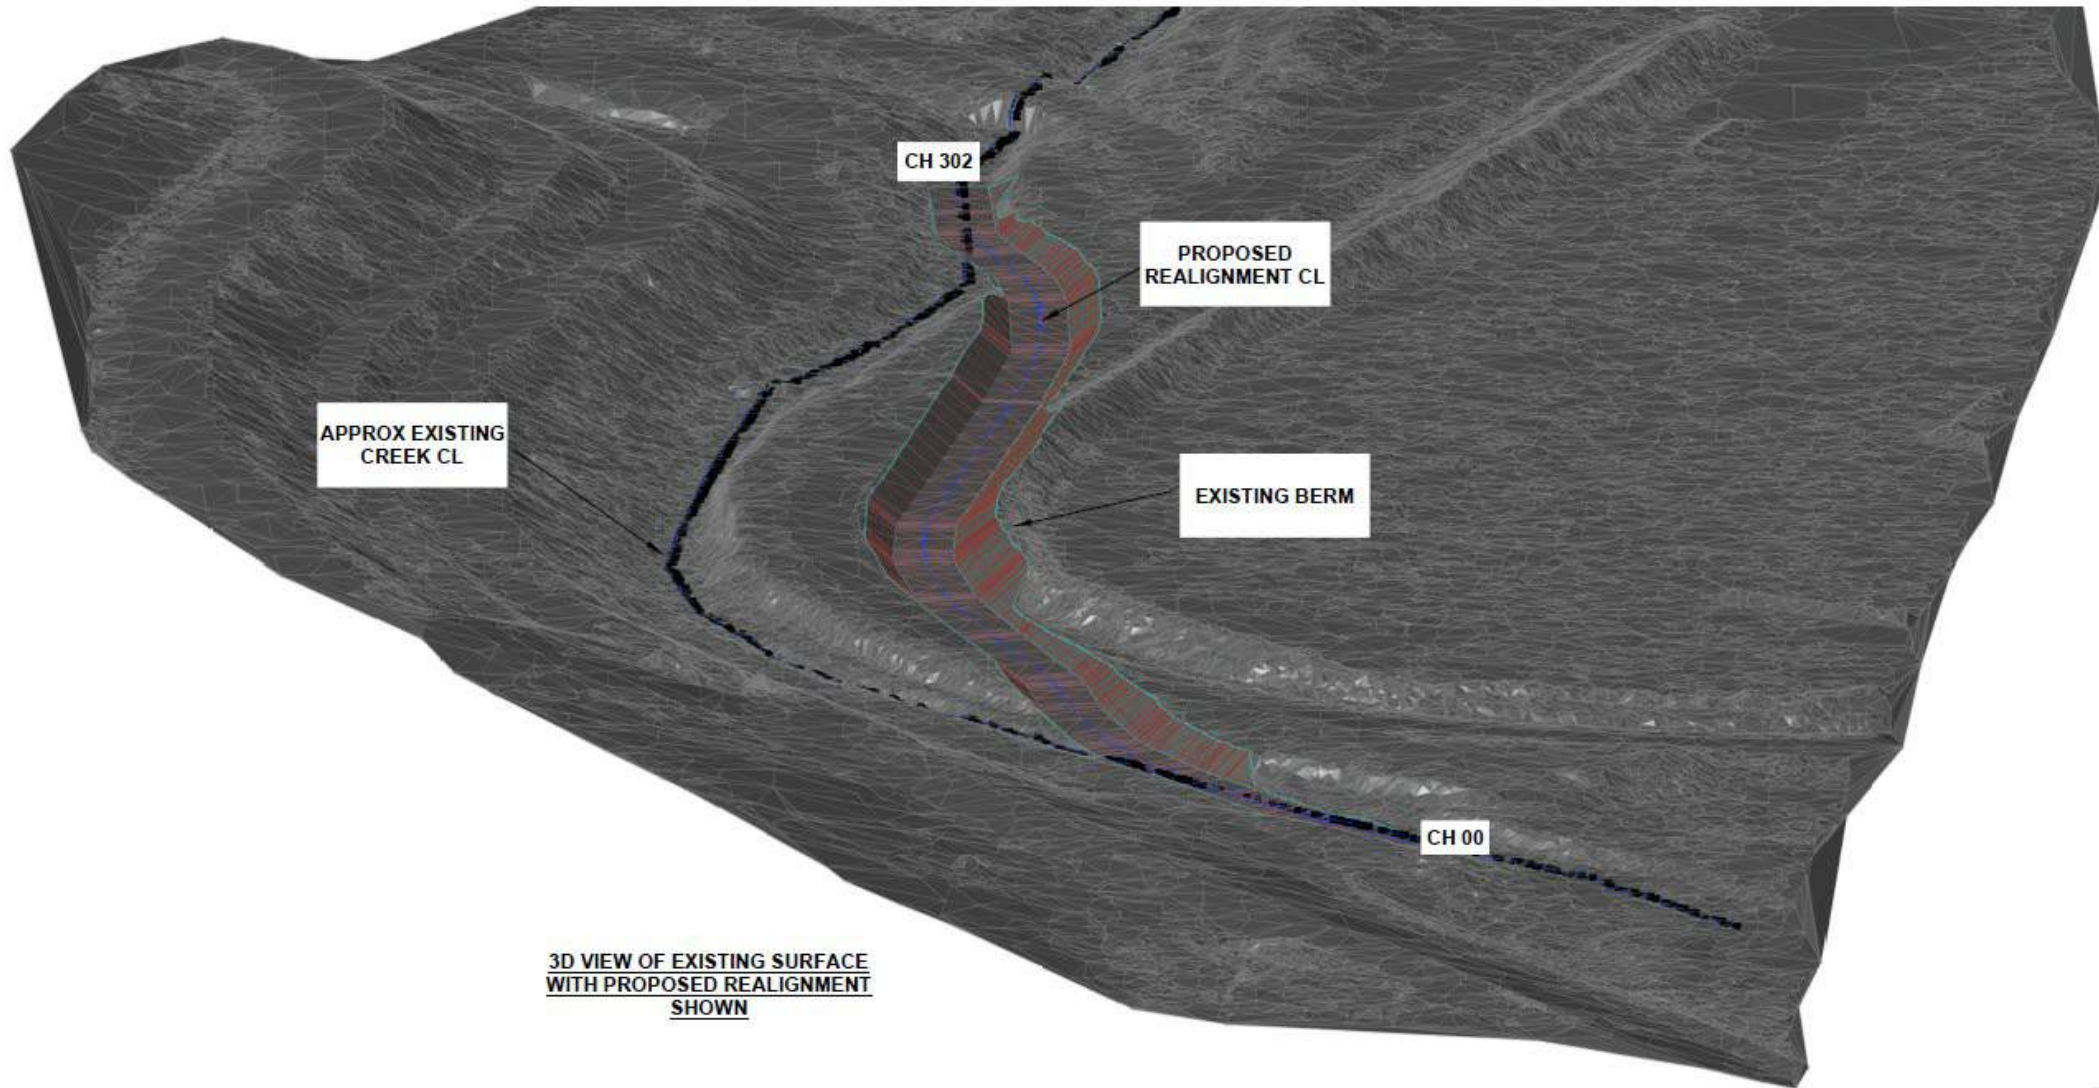 CH 302
PROPOSED
REALIGNMENT CL
APPROX EXISTING
CREEK CL
EXISTING BERM
CH 00
3D VIEW OF EXISTING SURFACE
WITH PROPOSED REALIGNMENT
SHOWN